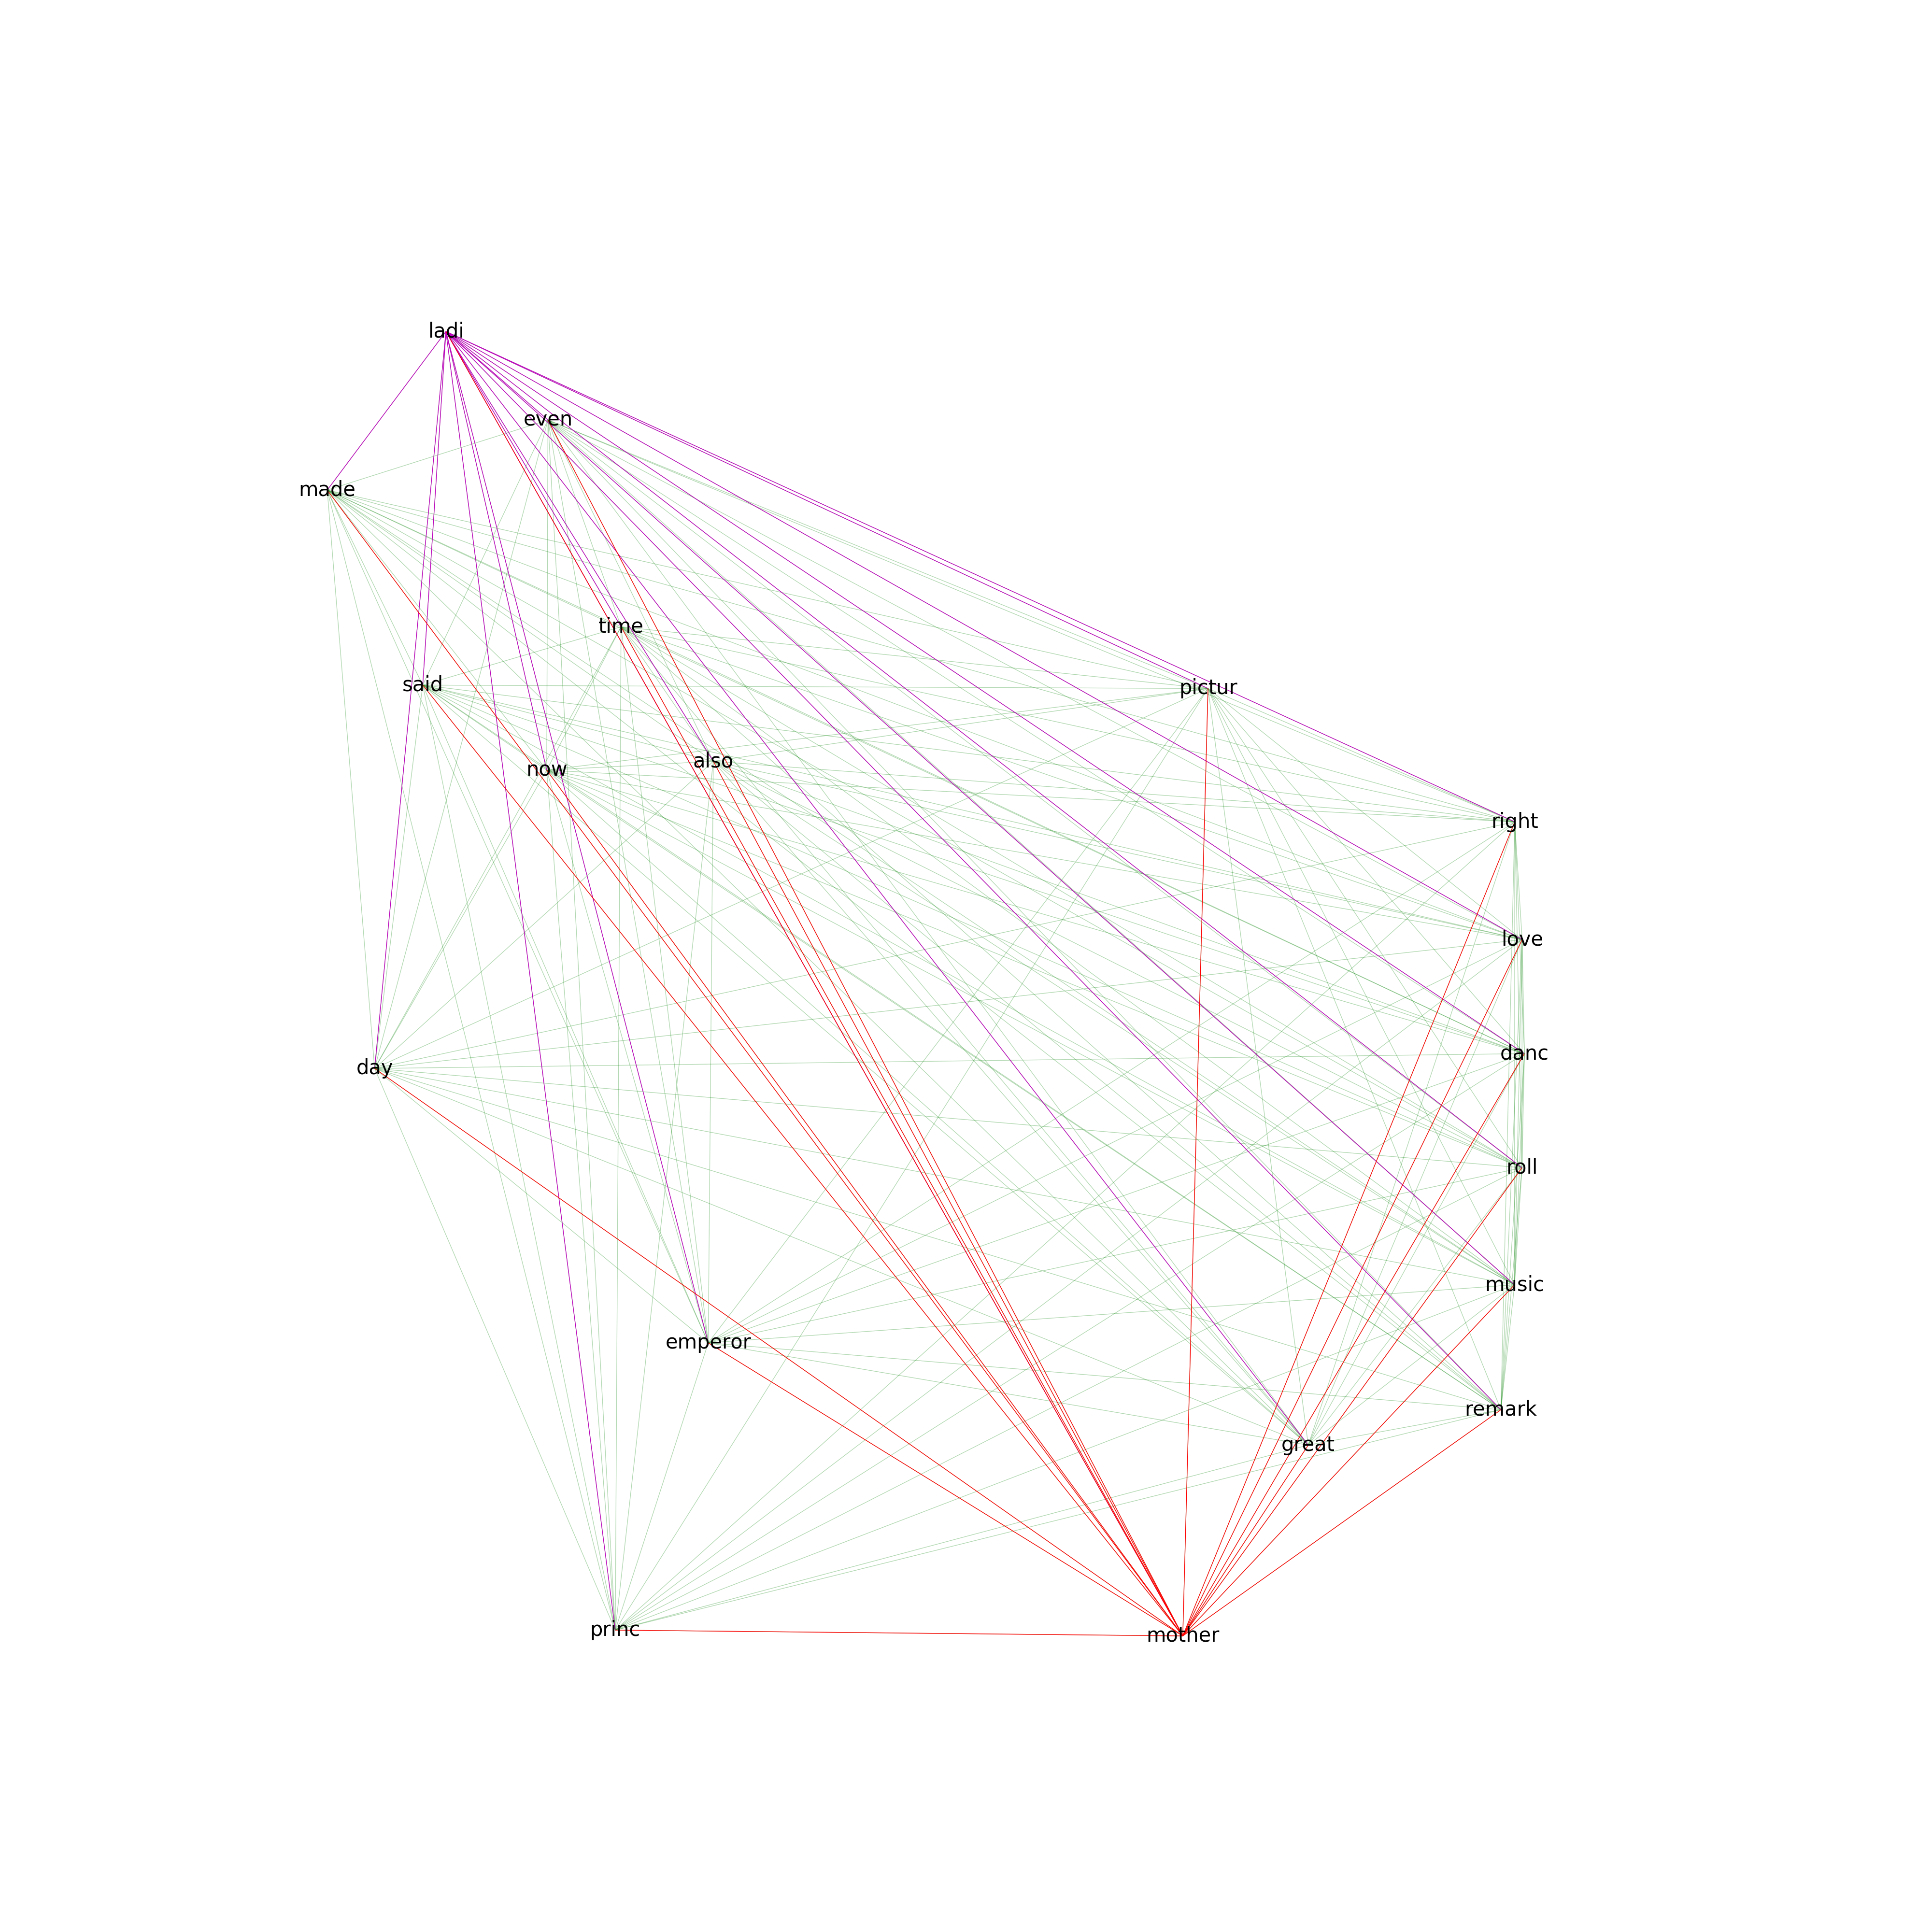 ladi
even
made
time
said
pictur
also
now
right
love
danc
day
roll
music
emperor
remark
great
princ
mother